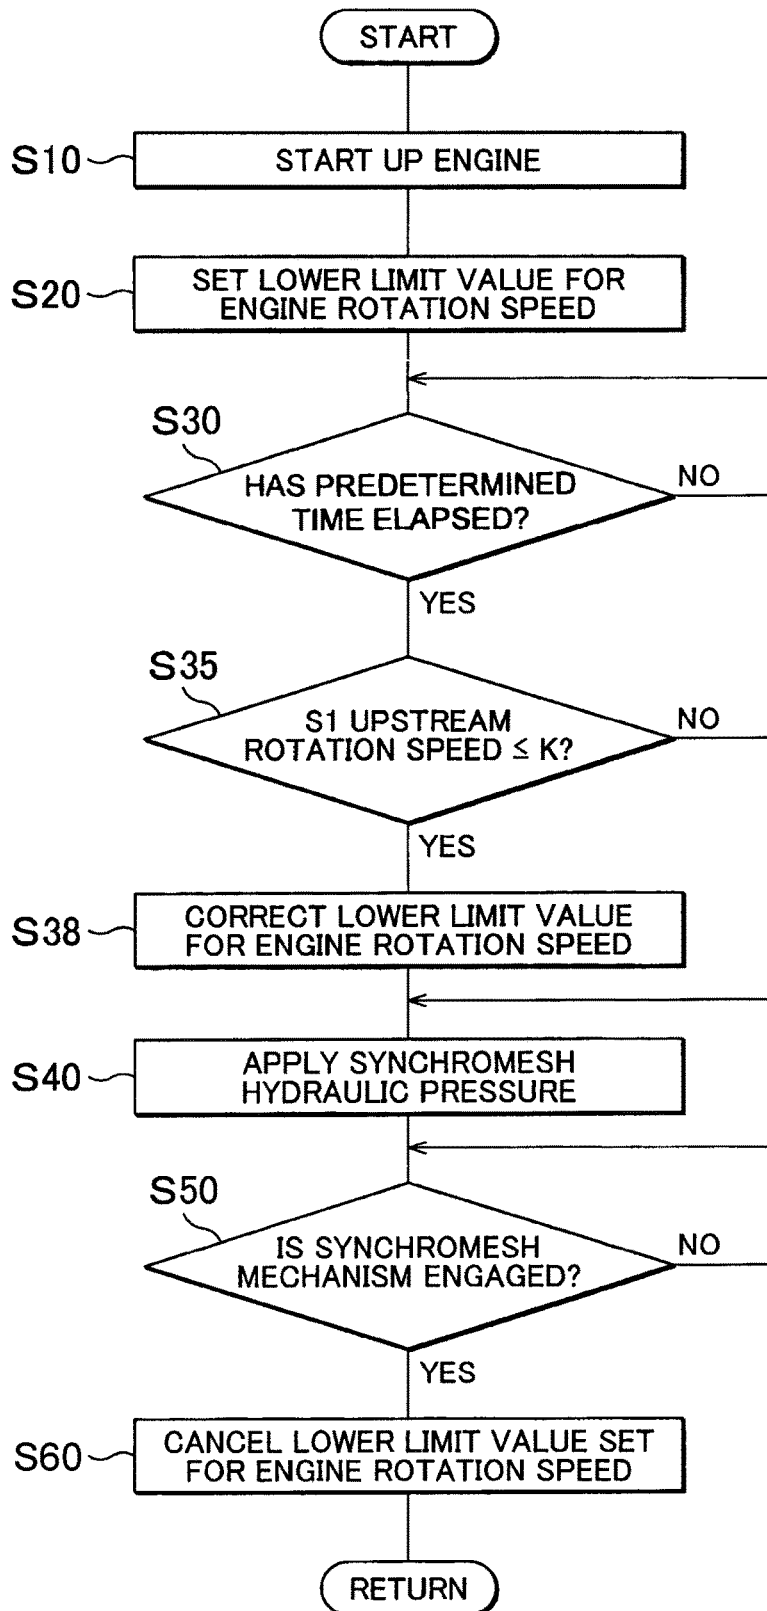 START
S10
START UP ENGINE
S20
SET LOWER LIMIT VALUE FOR
ENGINE ROTATION SPEED
S30
HAS PREDETERMINED
TIME ELAPSED?
NO
YES
S35
S1 UPSTREAM
ROTATION SPEED ≤ K?
NO
YES
S38
CORRECT LOWER LIMIT VALUE
FOR ENGINE ROTATION SPEED
S40
APPLY SYNCHROMESH
HYDRAULIC PRESSURE
S50
IS SYNCHROMESH
MECHANISM ENGAGED?
NO
YES
S60
CANCEL LOWER LIMIT VALUE SET
FOR ENGINE ROTATION SPEED
RETURN